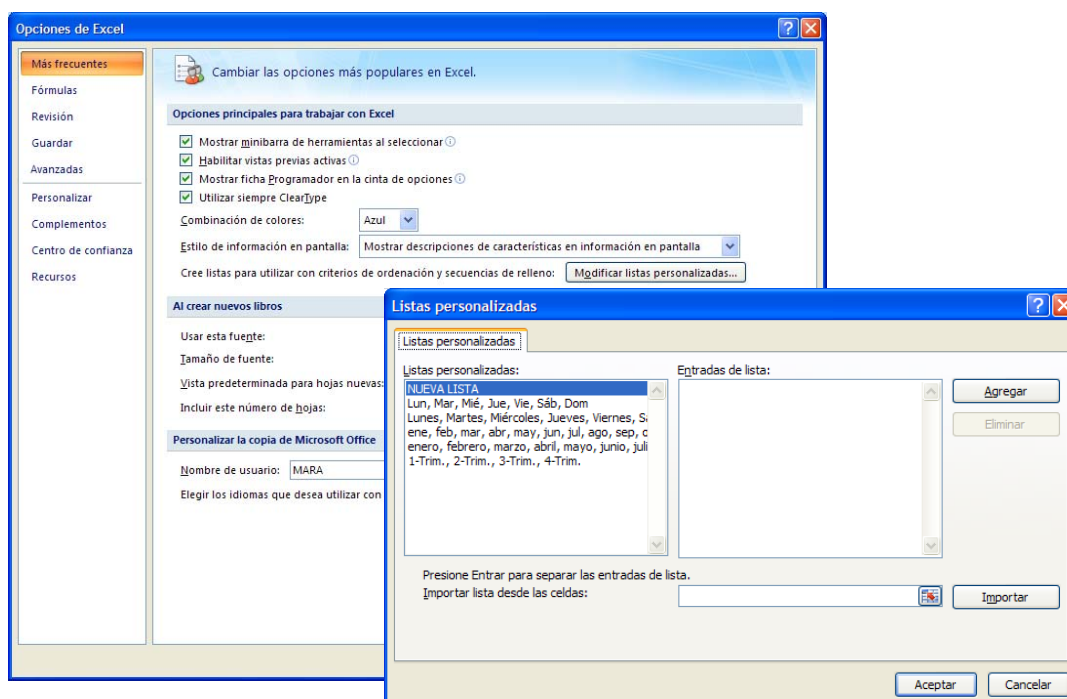 Opciones de Excel
Más frecuentes
Fórmulas
Revisión
Guardar
Avanzadas
Personalizar
Complementos
Centro de confianza
Recursos
Cambiar las opciones más populares en Excel.
Opciones principales para trabajar con Excel
Mostrar minibarra de herramientas al seleccionar
Habilitar vistas previas activas
Mostrar ficha Programador en la cinta de opciones
Utilizar siempre ClearType
Combinación de colores: Azul
Estilo de información en pantalla: Mostrar descripciones de características en información en pantalla
Cree listas para utilizar con criterios de ordenación y secuencias de relleno: Modificar listas personalizadas...
Al crear nuevos libros
Usar esta fuente:
Tamaño de fuente:
Vista predeterminada para hojas nuevas:
Incluir este número de hojas:
Personalizar la copia de Microsoft Office
Nombre de usuario: MARA
Elegir los idiomas que desea utilizar con
Listas personalizadas
Listas personalizadas
Listas personalizadas:
NUEVA LISTA
Lun, Mar, Mié, Jue, Vie, Sáb, Dom
Lunes, Martes, Miércoles, Jueves, Viernes, Sá
ene, feb, mar, abr, may, jun, jul, ago, sep, o
enero, febrero, marzo, abril, mayo, junio, juli
1-Trim., 2-Trim., 3-Trim., 4-Trim.
Entradas de lista:
Agregar
Eliminar
Presione Entrar para separar las entradas de lista.
Importar lista desde las celdas:
Importar
Aceptar
Cancelar